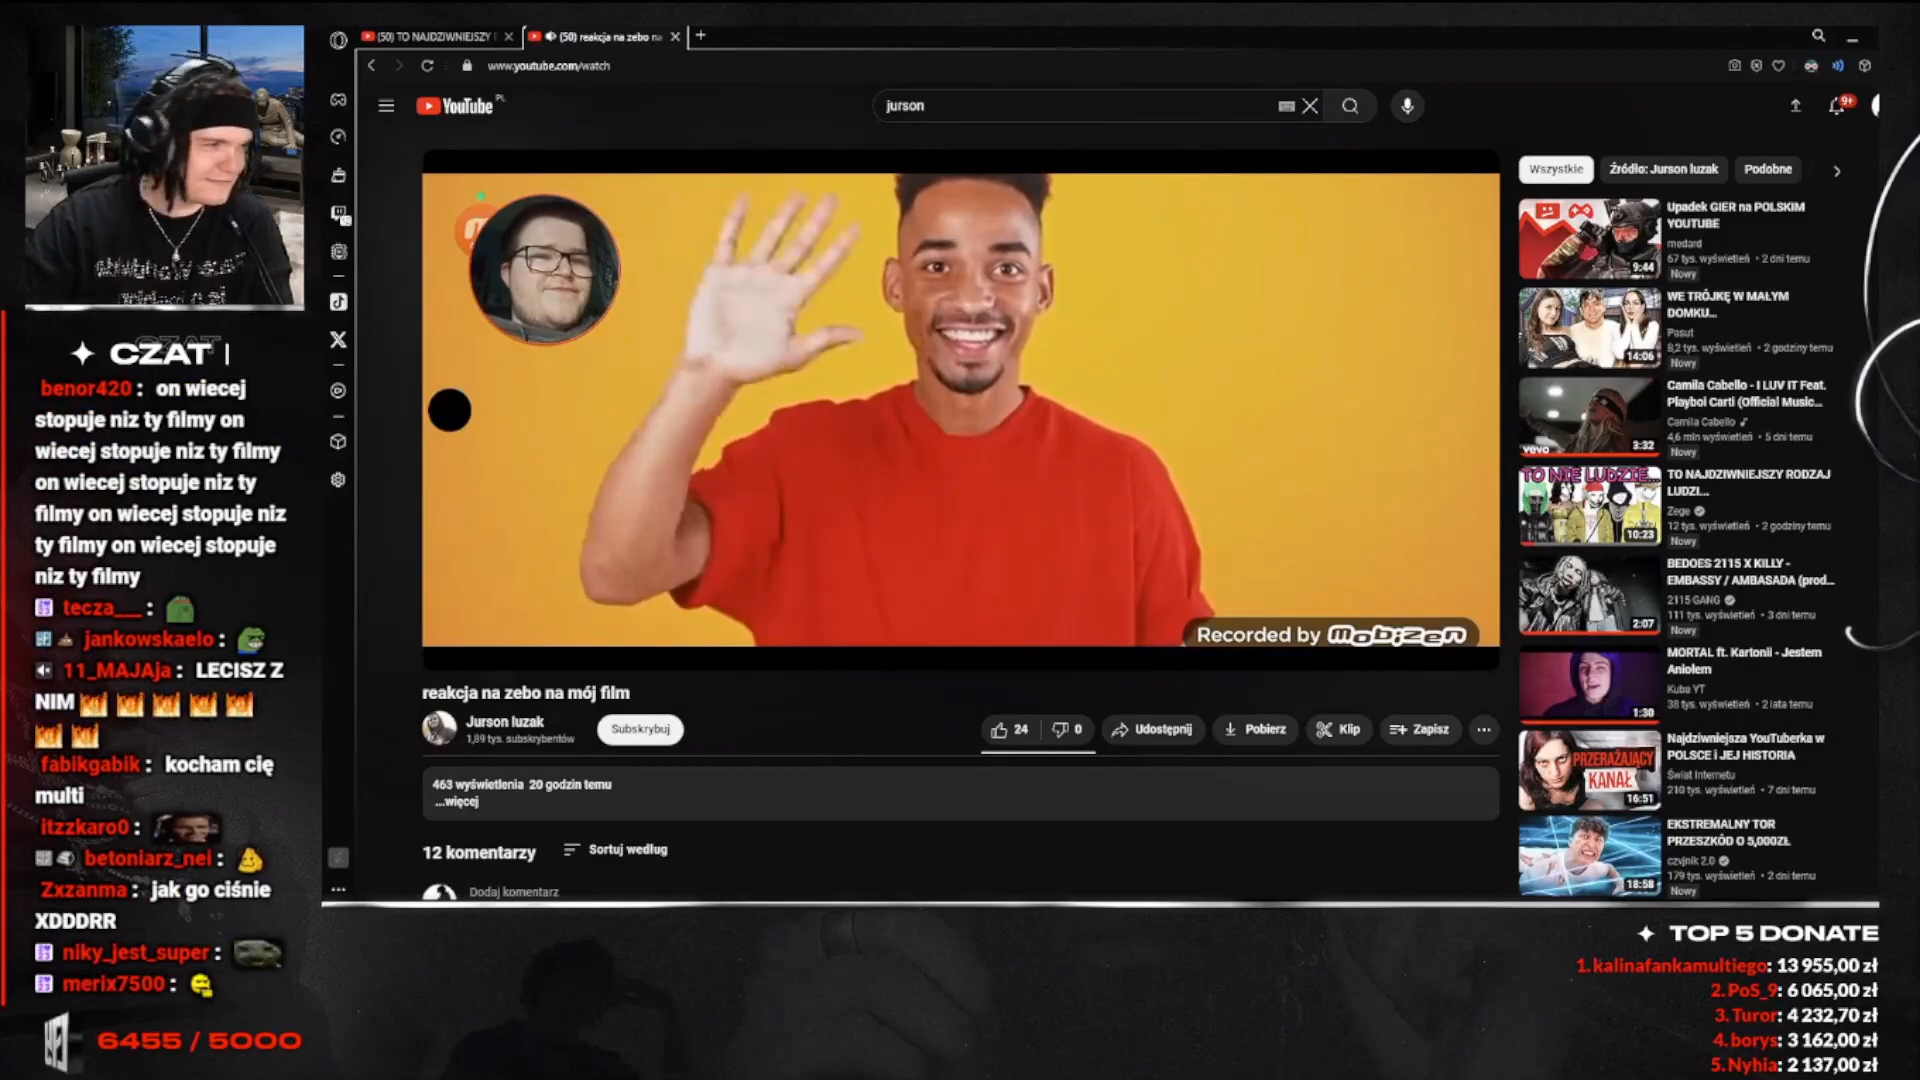 (50) TO NAJDZIWNIEJSZY
(50) reakcja na zebo na
www.youtube.com/watch
YouTube PL
jurson
9+
Recorded by Mobizen
reakcja na zebo na mój film
Jurson luzak
1,89 tys. subskrybentów
Subskrybuj
24
0
Udostępnij
Pobierz
Klip
Zapisz
463 wyświetlenia 20 godzin temu
...więcej
12 komentarzy
Sortuj według
Dodaj komentarz
Wszystkie
Źródło: Jurson luzak
Podobne
Upadek GIER na POLSKIM
YOUTUBE
medard
67 tys. wyświetleń • 2 dni temu
Nowy
9:44
WE TRÓJKĘ W MAŁYM
DOMKU...
Pasut
8,2 tys. wyświetleń • 2 godziny temu
Nowy
14:06
Camila Cabello - I LUV IT Feat.
Playboi Carti (Official Music...
Camila Cabello
4,6 mln wyświetleń • 5 dni temu
Nowy
vevo
3:32
TO NIE LUDZIE...
TO NAJDZIWNIEJSZY RODZAJ
LUDZI...
Zege
12 tys. wyświetleń • 2 godziny temu
Nowy
10:23
BEDOES 2115 X KILLY -
EMBASSY / AMBASADA (prod...
2115 GANG
111 tys. wyświetleń • 3 dni temu
Nowy
2:07
MORTAL ft. Kartonii - Jestem
Aniołem
Kuba YT
38 tys. wyświetleń • 2 lata temu
1:30
Najdziwniejsza YouTuberka w
POLSCE i JEJ HISTORIA
Świat Internetu
210 tys. wyświetleń • 7 dni temu
PRZERAŻAJĄCY
KANAŁ
16:51
EKSTREMALNY TOR
PRZESZKÓD O 5,000ZŁ
czvjnik 2.0
179 tys. wyświetleń • 2 dni temu
Nowy
18:58
CZAT
benor420 : on wiecej
stopuje niz ty filmy on
wiecej stopuje niz ty filmy
on wiecej stopuje niz ty
filmy on wiecej stopuje niz
ty filmy on wiecej stopuje
niz ty filmy
tecza___ :
jankowskaelo :
11_MAJAja : LECISZ Z
NIM
fabikgabik : kocham cię
multi
itzzkaro0 :
betoniarz_nei :
Zxzanma : jak go ciśnie
XDDDRR
niky_jest_super :
merix7500 :
6455 / 5000
TOP 5 DONATE
1. kalinafankamultiego: 13 955,00 zł
2. PoS_9: 6 065,00 zł
3. Turor: 4 232,70 zł
4. borys: 3 162,00 zł
5. Nyhia: 2 137,00 zł